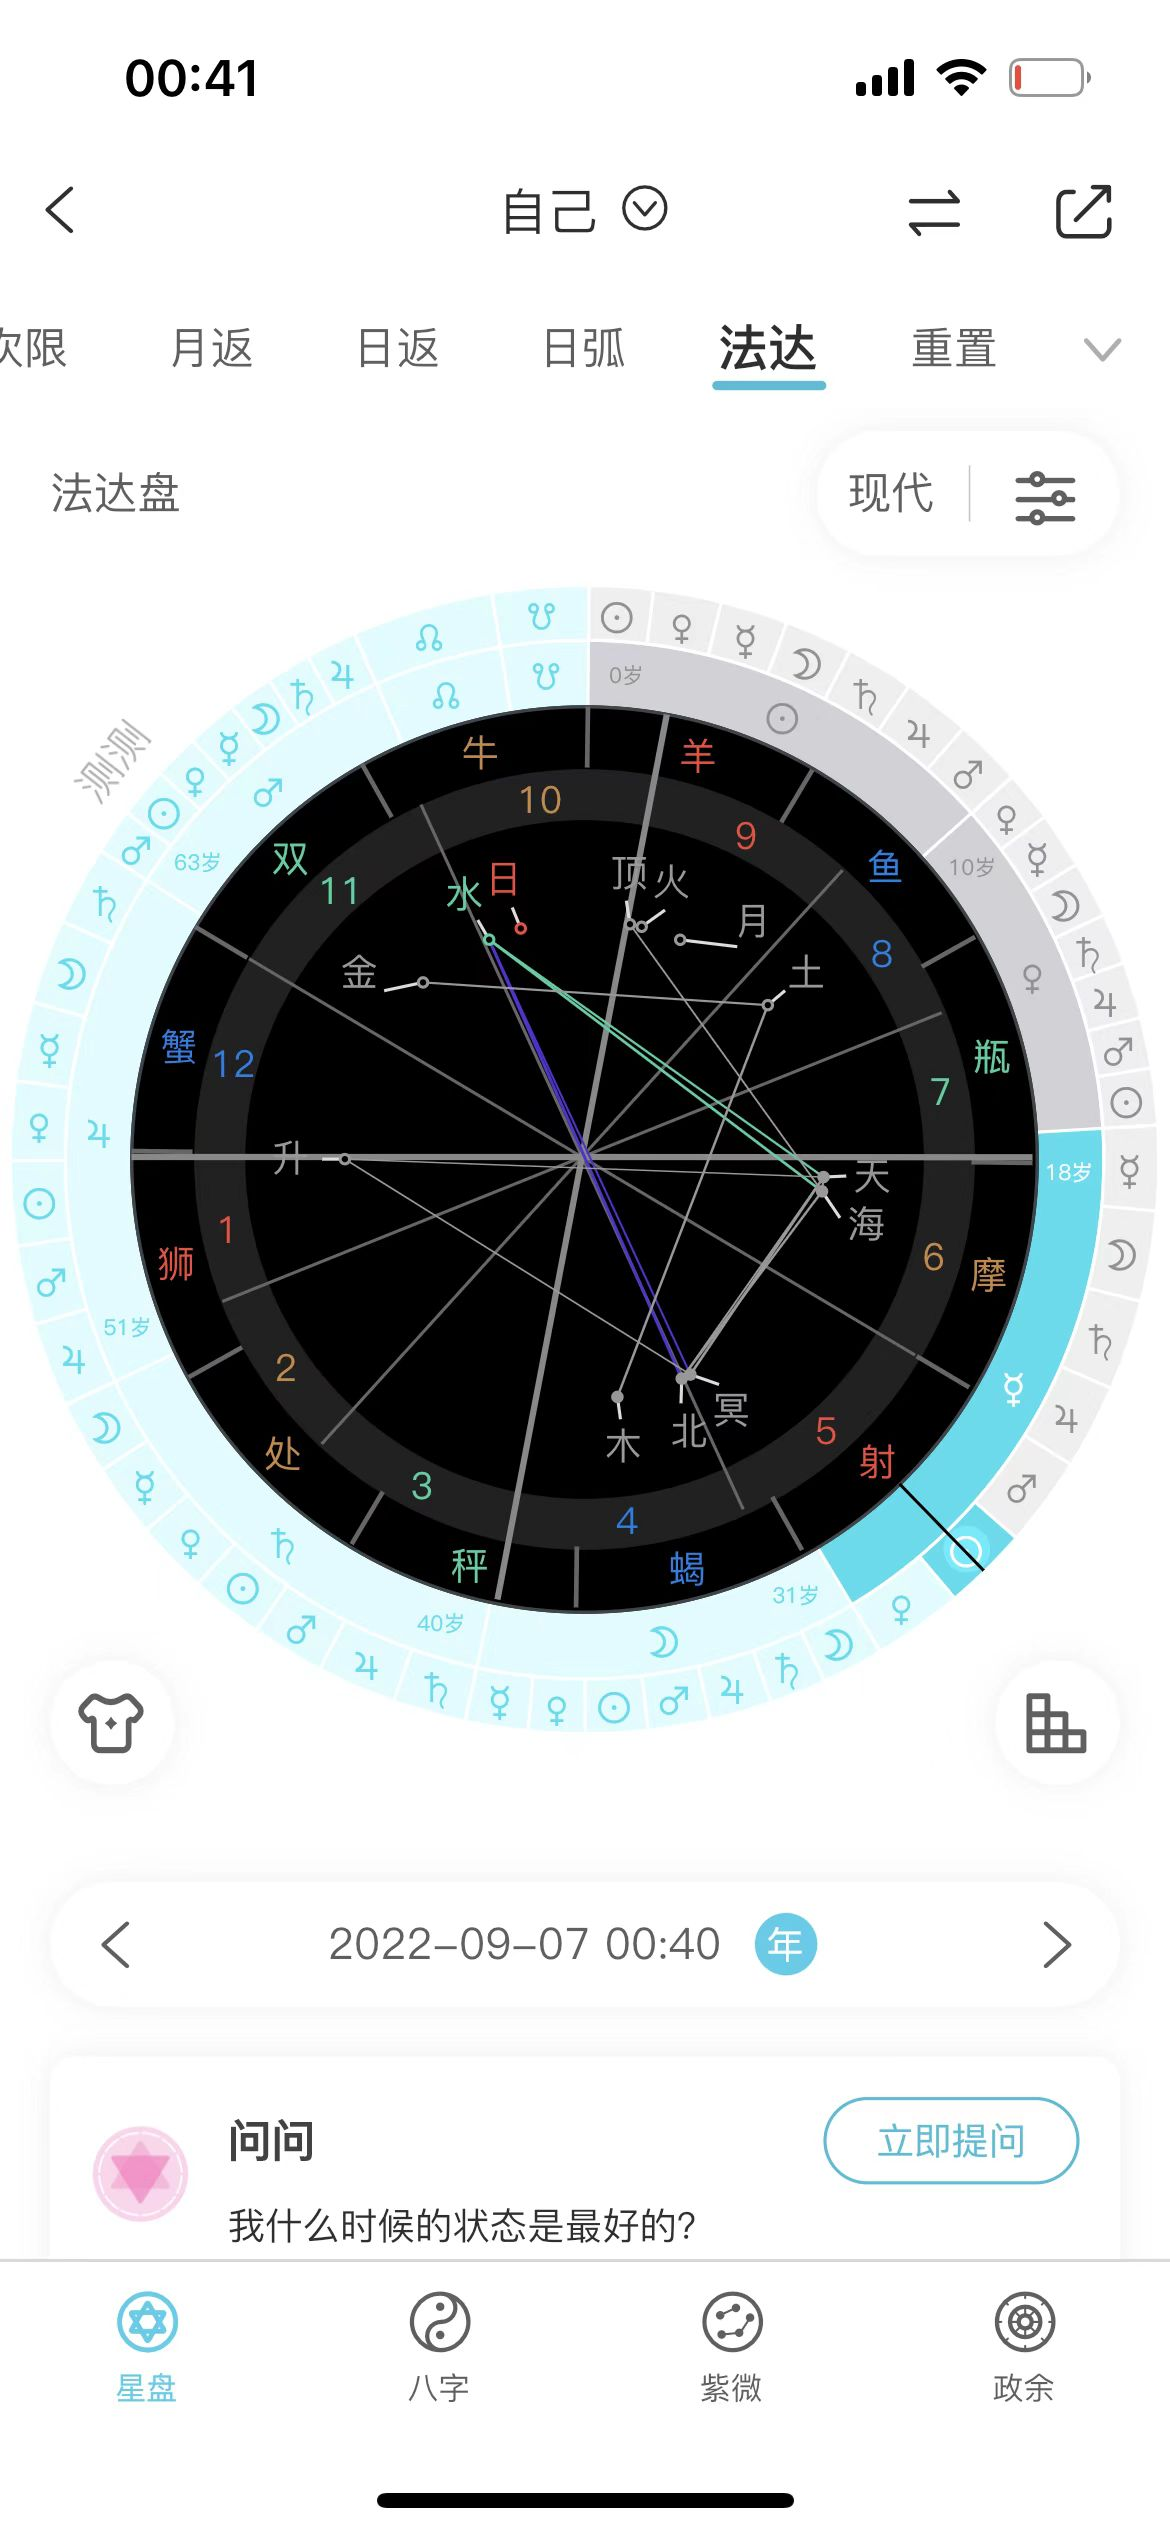 00:41
自己
次限 月返 日返 日弧 法达 重置
法达盘
现代
测测
0岁
10岁
18岁
31岁
40岁
51岁
63岁
牛
羊
双
鱼
蟹
瓶
狮
摩
处
射
秤
蝎
10
9
11
8
12
7
1
6
2
5
3
4
水
日
顶
火
月
金
土
升
天
海
木
北
冥
2022-09-07 00:40 年
问问
立即提问
我什么时候的状态是最好的?
星盘 八字 紫微 政余